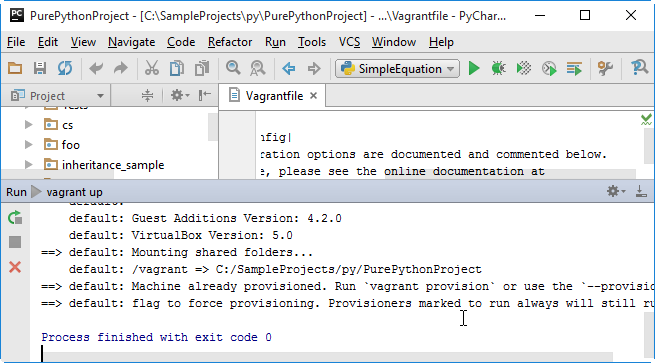 PurePythonProject - [C:\SampleProjects\py\PurePythonProject] - ...\Vagrantfile - PyChar...
File Edit View Navigate Code Refactor Run Tools VCS Window Help
SimpleEquation
Project
Vagrantfile
cs
foo
inheritance_sample
nfig|
ration options are documented and commented below.
e, please see the online documentation at
Run vagrant up
default: Guest Additions Version: 4.2.0
default: VirtualBox Version: 5.0
==> default: Mounting shared folders...
default: /vagrant => C:/SampleProjects/py/PurePythonProject
==> default: Machine already provisioned. Run `vagrant provision` or use the `--provisio
==> default: flag to force provisioning. Provisioners marked to run always will still ru
Process finished with exit code 0